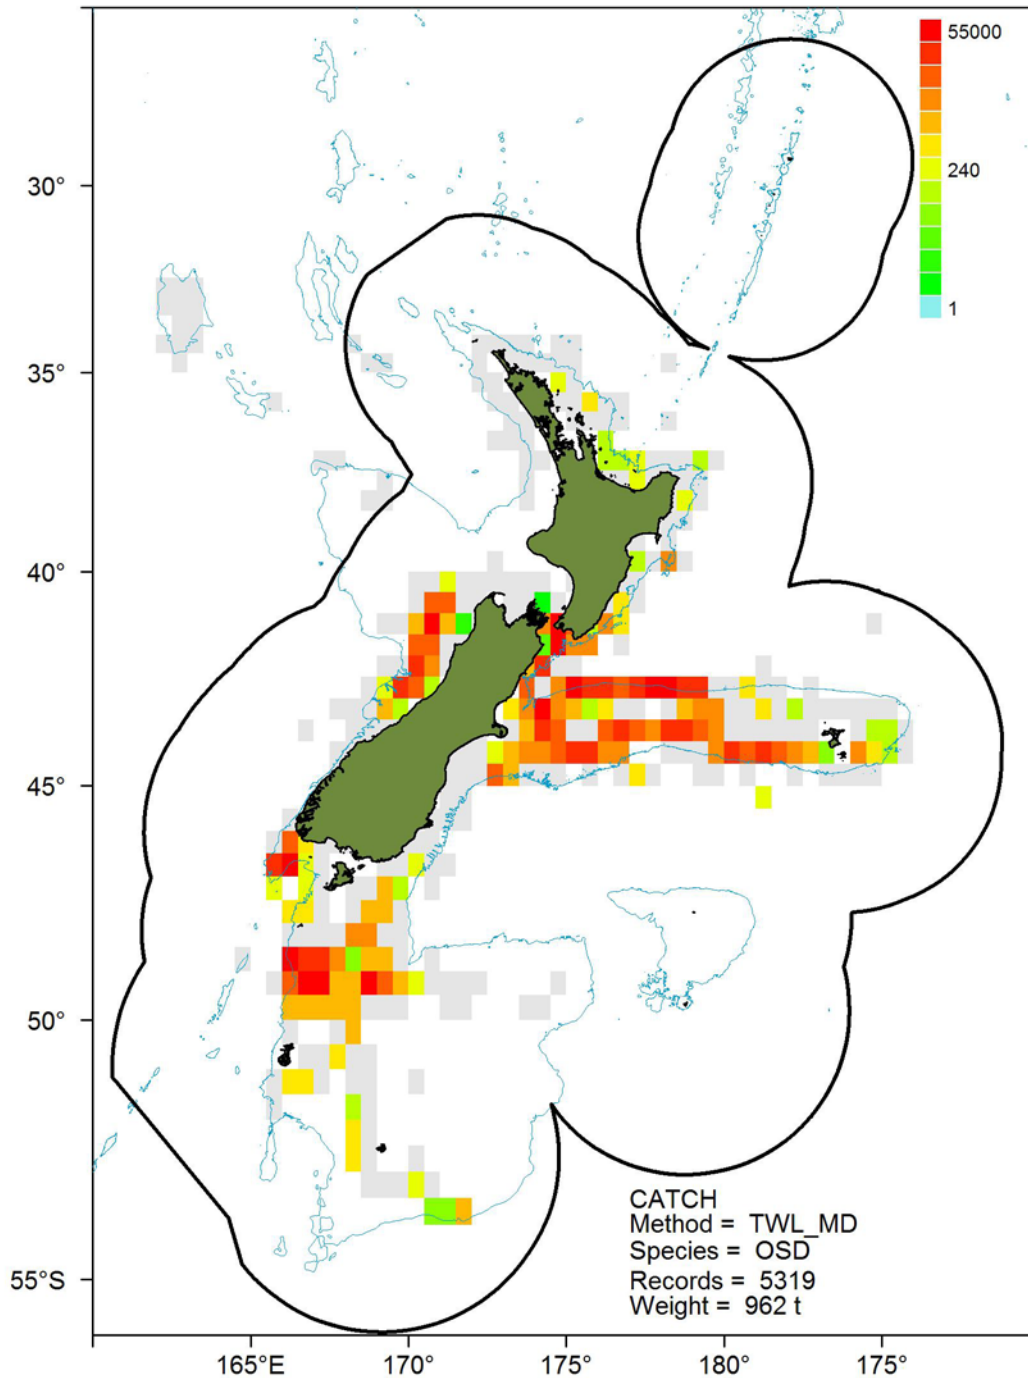 55000
240
1
30°
35°
40°
45°
50°
55°S
CATCH
Method = TWL_MD
Species = OSD
Records = 5319
Weight = 962 t
165°E 170° 175° 180° 175°